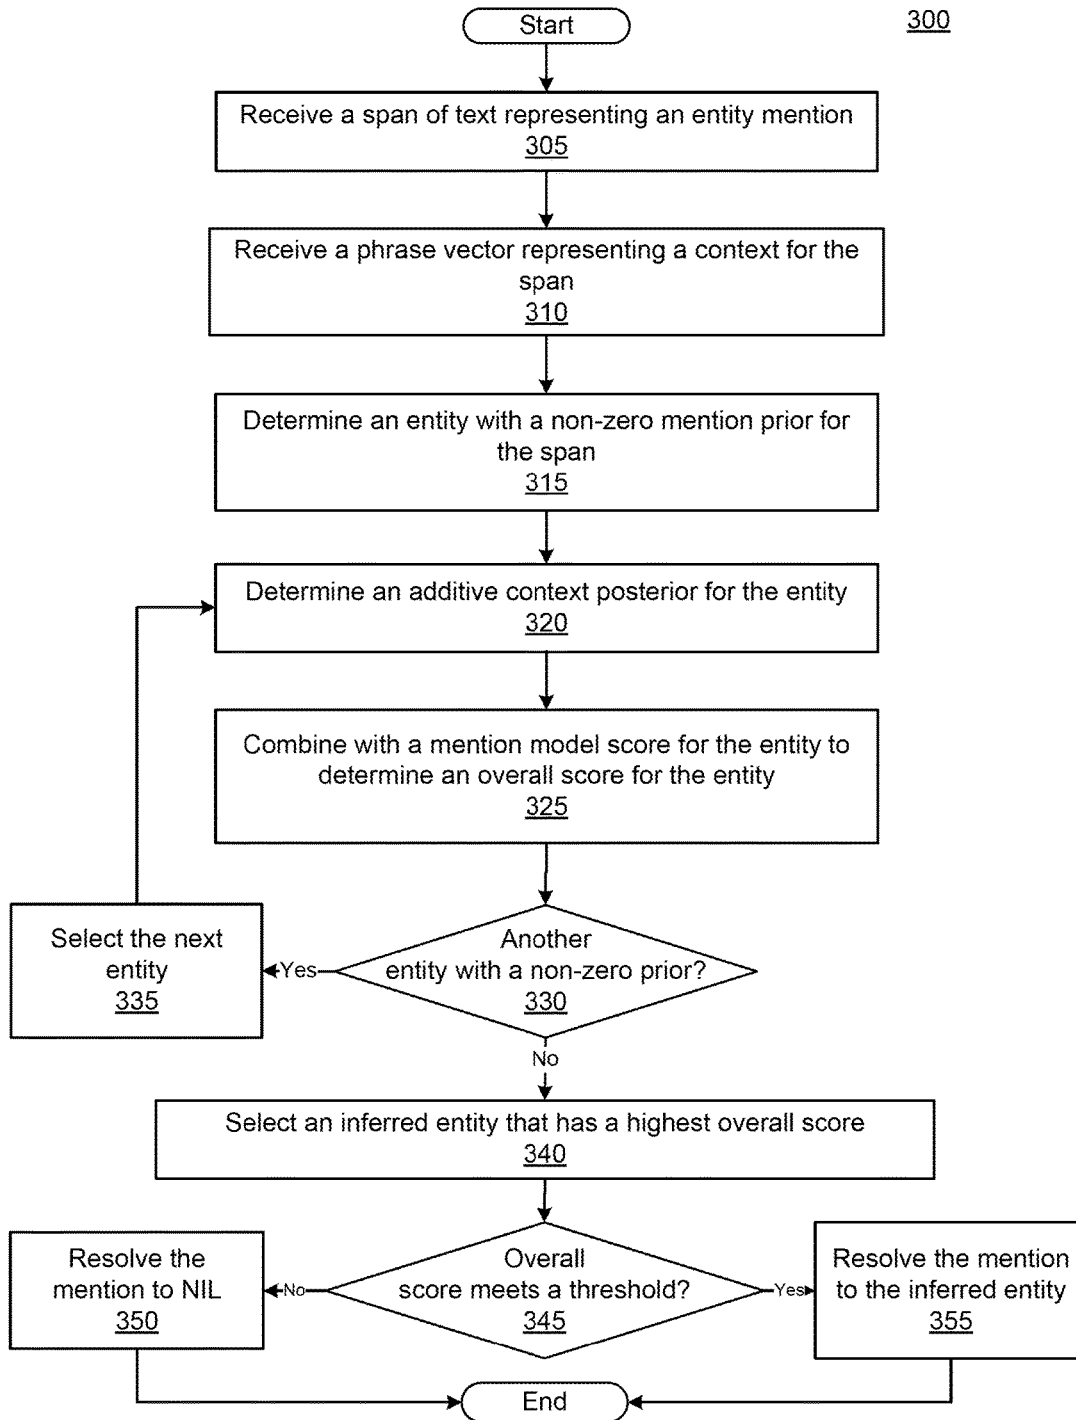 Start
300
Receive a span of text representing an entity mention
305
Receive a phrase vector representing a context for the
span
310
Determine an entity with a non-zero mention prior for
the span
315
Determine an additive context posterior for the entity
320
Combine with a mention model score for the entity to
determine an overall score for the entity
325
Another
entity with a non-zero prior?
330
Yes
Select the next
entity
335
No
Select an inferred entity that has a highest overall score
340
Overall
score meets a threshold?
345
No
Resolve the
mention to NIL
350
Yes
Resolve the mention
to the inferred entity
355
End